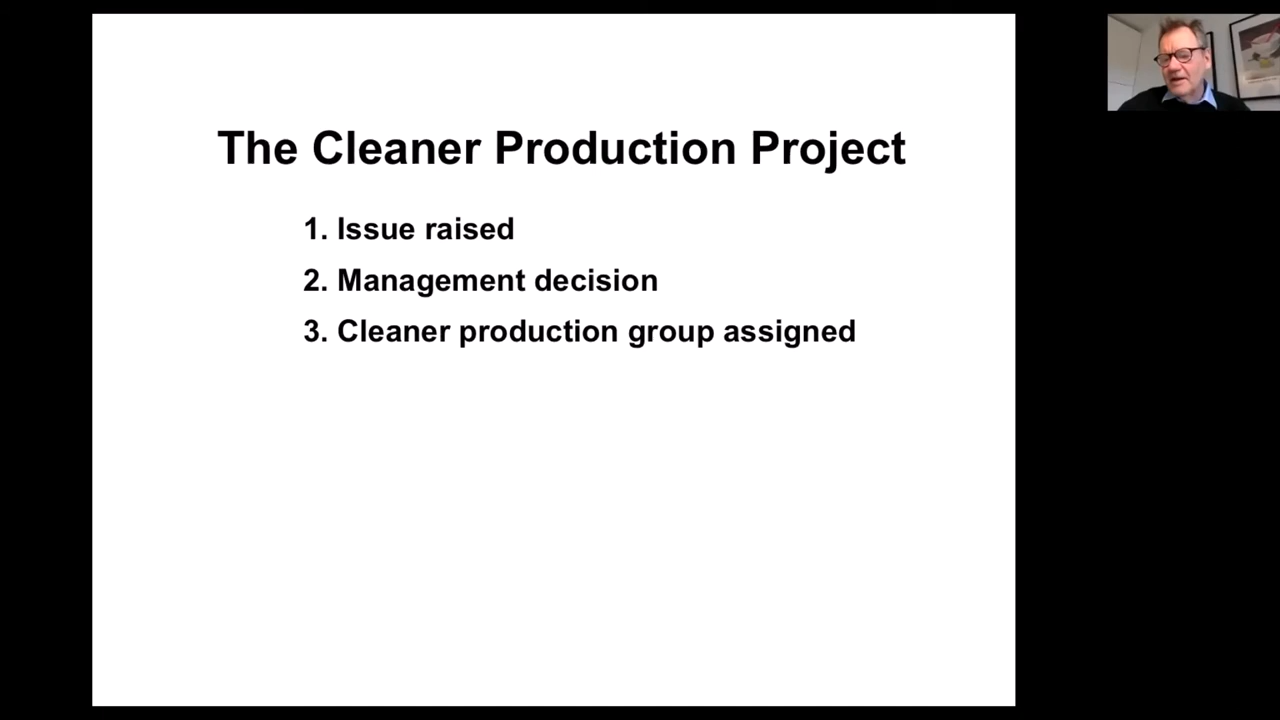 The Cleaner Production Project
1. Issue raised
2. Management decision
3. Cleaner production group assigned